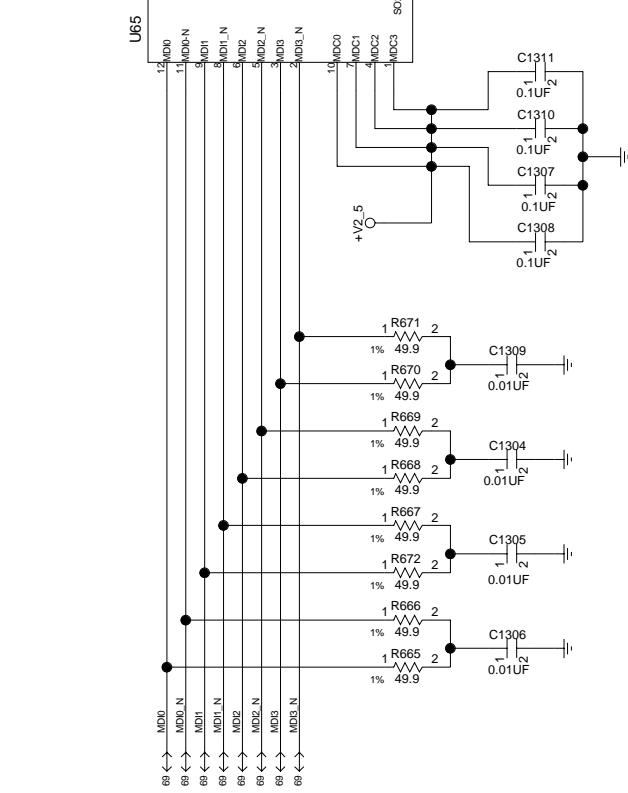 U65
SO
12 MDI0
11 MDI0-N
9 MDI1
8 MDI1_N
6 MDI2
5 MDI2_N
3 MDI3
2 MDI3_N
10 MDC0
7 MDC1
4 MDC2
1 MDC3
C1311
1 2
0.1UF
C1310
1 2
0.1UF
C1307
1 2
0.1UF
C1308
1 2
0.1UF
+V2_5
1 R671 2
1% 49.9
1 R670 2
1% 49.9
C1309
1 2
0.01UF
1 R669 2
1% 49.9
1 R668 2
1% 49.9
C1304
1 2
0.01UF
1 R667 2
1% 49.9
1 R672 2
1% 49.9
C1305
1 2
0.01UF
1 R666 2
1% 49.9
1 R665 2
1% 49.9
C1306
1 2
0.01UF
MDI0
MDI0_N
MDI1
MDI1_N
MDI2
MDI2_N
MDI3
MDI3_N
69
69
69
69
69
69
69
69